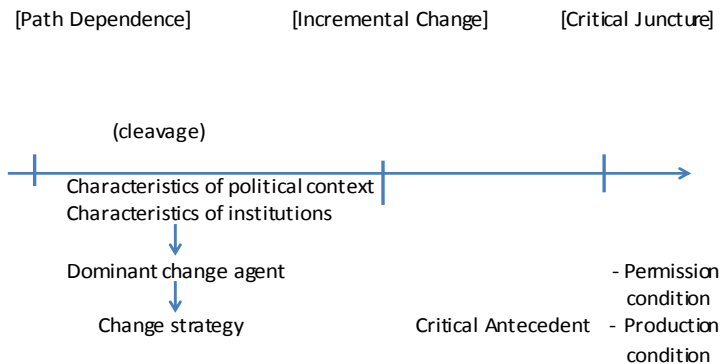 [Path Dependence] [Incremental Change] [Critical Juncture]
(cleavage)
Characteristics of political context
Characteristics of institutions
Dominant change agent - Permission
condition
Change strategy Critical Antecedent - Production
condition